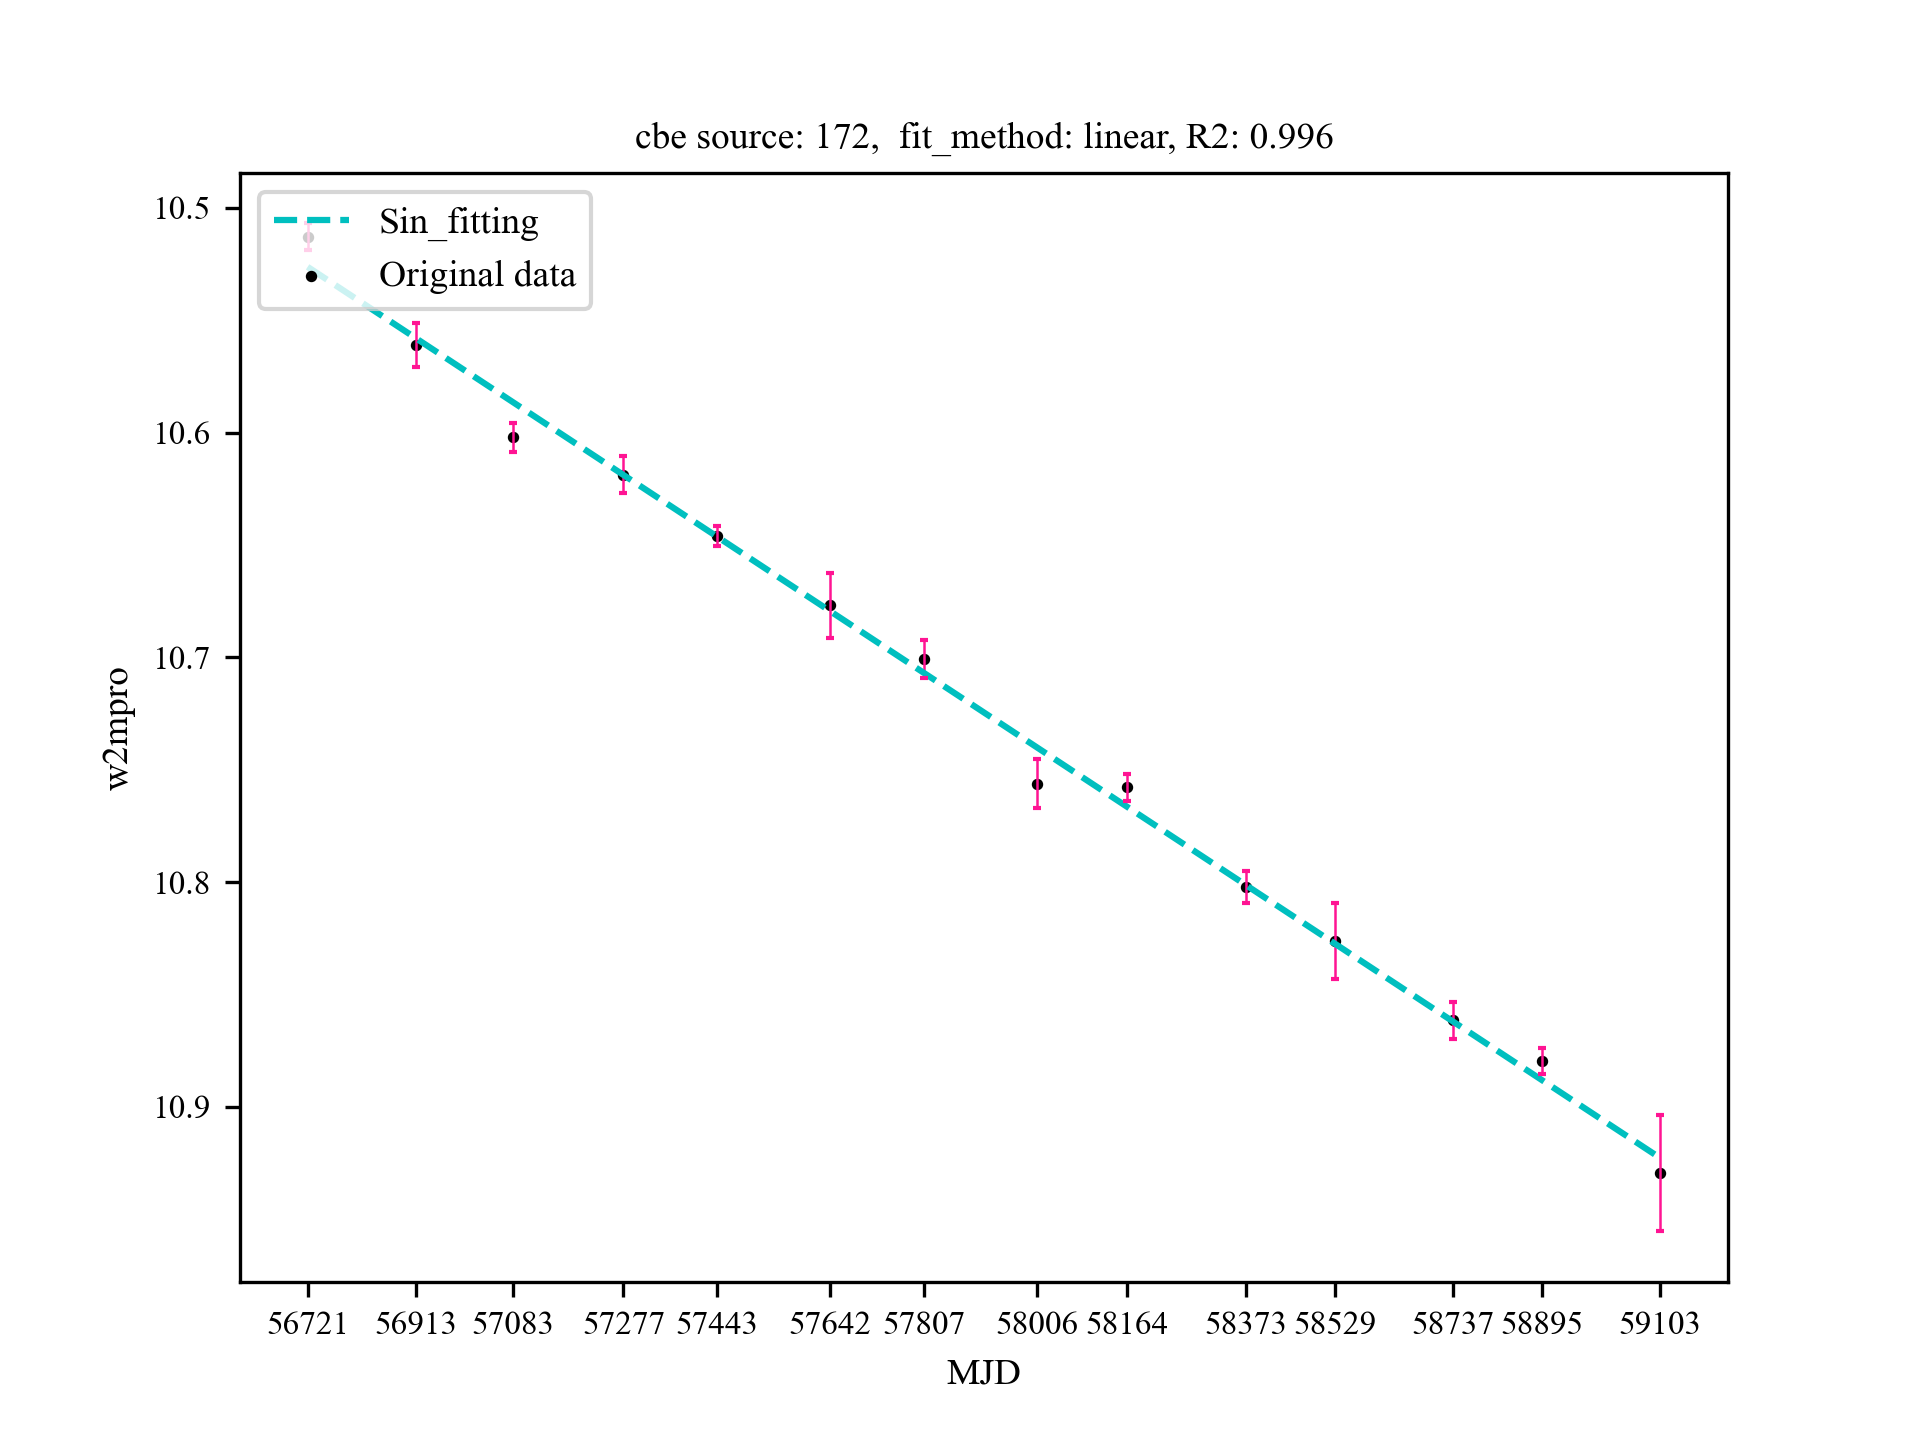 cbe source: 172,  fit_method: linear, R2: 0.996
Sin_fitting
Original data
10.5
10.6
10.7
10.8
10.9
w2mpro
56721 56913 57083 57277 57443 57642 57807 58006 58164 58373 58529 58737 58895 59103
MJD